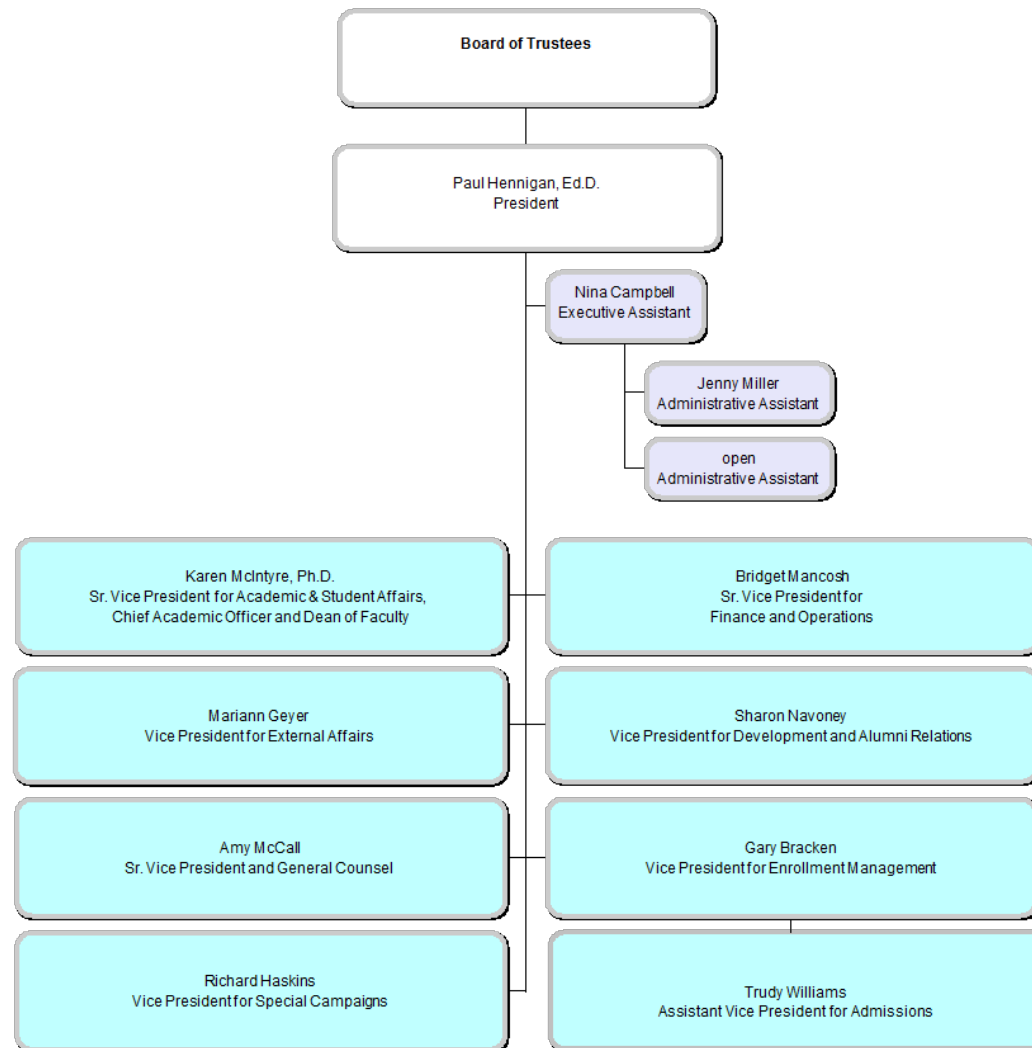 Board of Trustees
Paul Hennigan, Ed.D.
President
Nina Campbell
Executive Assistant
Jenny Miller
Administrative Assistant
open
Administrative Assistant
Karen McIntyre, Ph.D.
Sr. Vice President for Academic & Student Affairs,
Chief Academic Officer and Dean of Faculty
Bridget Mancosh
Sr. Vice President for
Finance and Operations
Mariann Geyer
Vice President for External Affairs
Sharon Navoney
Vice President for Development and Alumni Relations
Amy McCall
Sr. Vice President and General Counsel
Gary Bracken
Vice President for Enrollment Management
Richard Haskins
Vice President for Special Campaigns
Trudy Williams
Assistant Vice President for Admissions